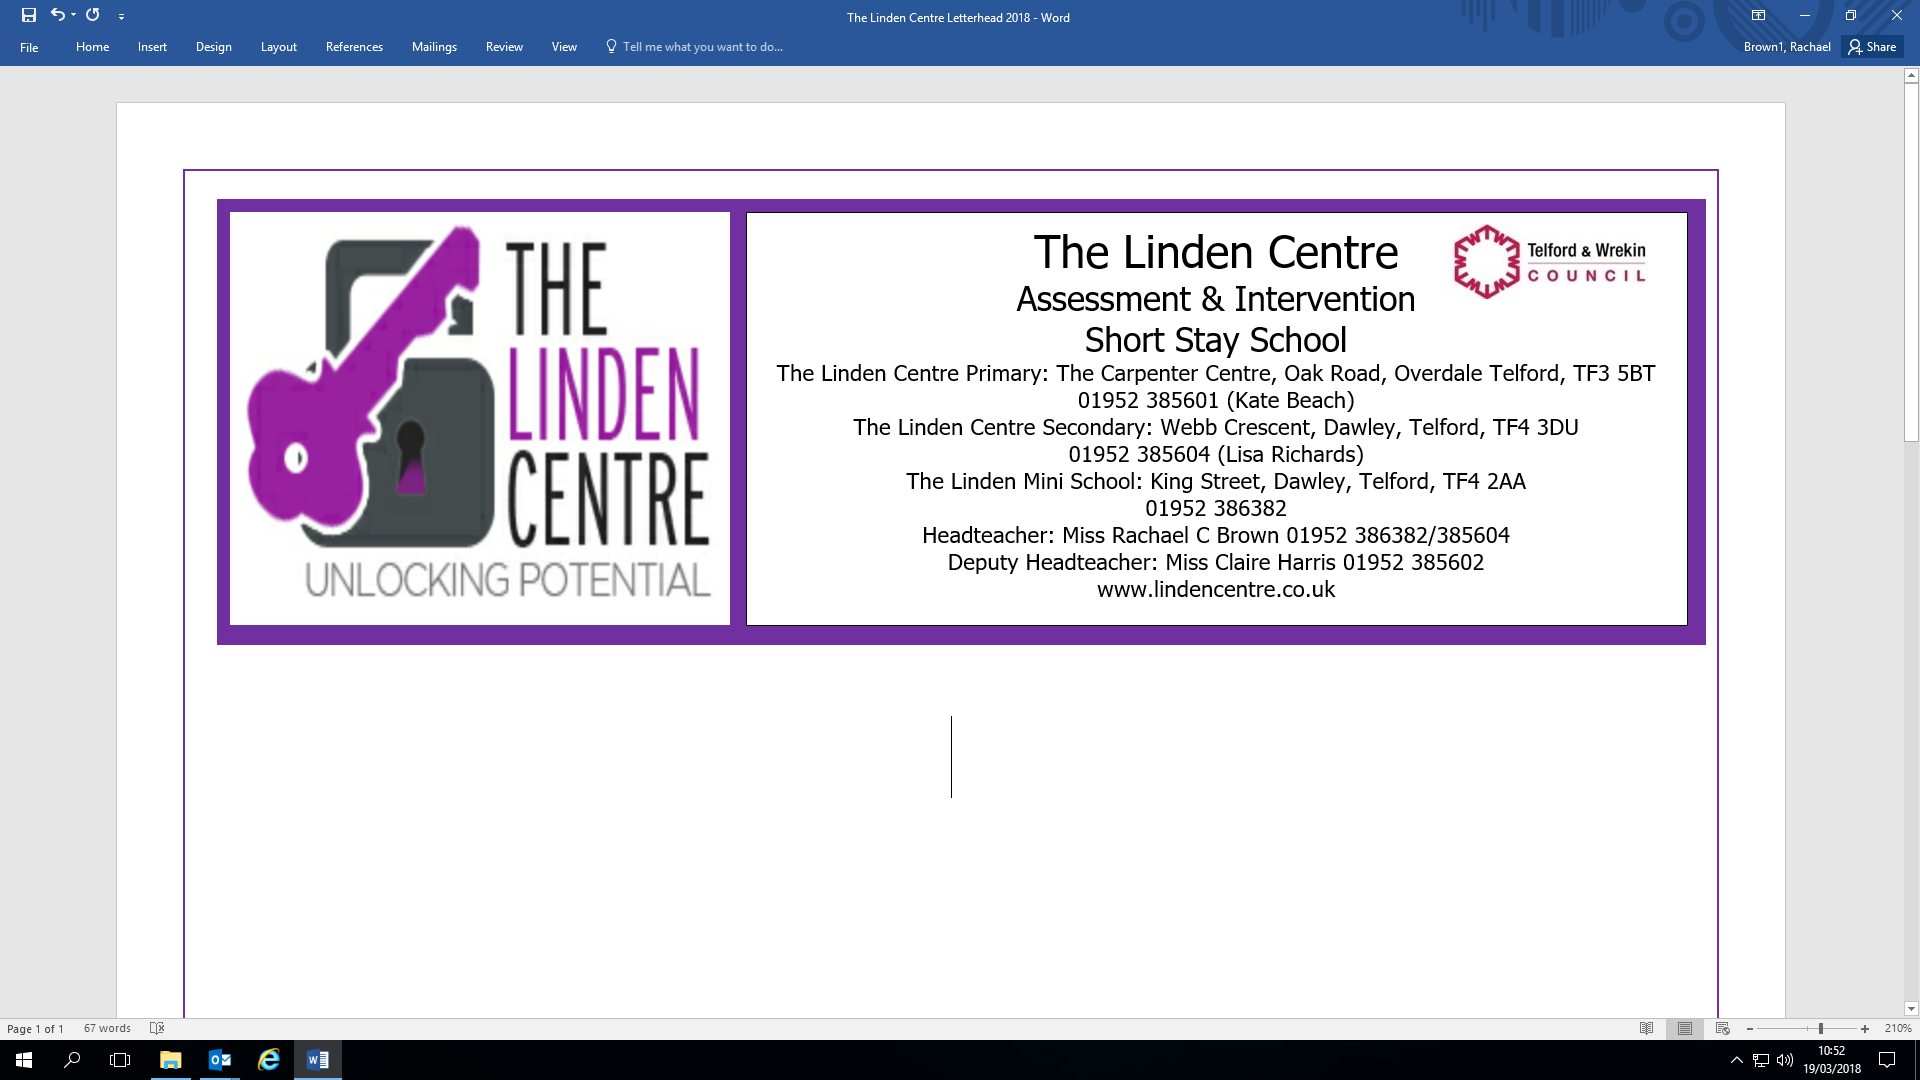 The Linden Centre Letterhead 2018 - Word
File Home Insert Design Layout References Mailings Review View Tell me what you want to do... Brown1, Rachael Share
THE
LINDEN
CENTRE
UNLOCKING POTENTIAL
The Linden Centre
Telford & Wrekin
COUNCIL
Assessment & Intervention
Short Stay School
The Linden Centre Primary: The Carpenter Centre, Oak Road, Overdale Telford, TF3 5BT
01952 385601 (Kate Beach)
The Linden Centre Secondary: Webb Crescent, Dawley, Telford, TF4 3DU
01952 385604 (Lisa Richards)
The Linden Mini School: King Street, Dawley, Telford, TF4 2AA
01952 386382
Headteacher: Miss Rachael C Brown 01952 386382/385604
Deputy Headteacher: Miss Claire Harris 01952 385602
www.lindencentre.co.uk
Page 1 of 1 67 words 210%
10:52
19/03/2018